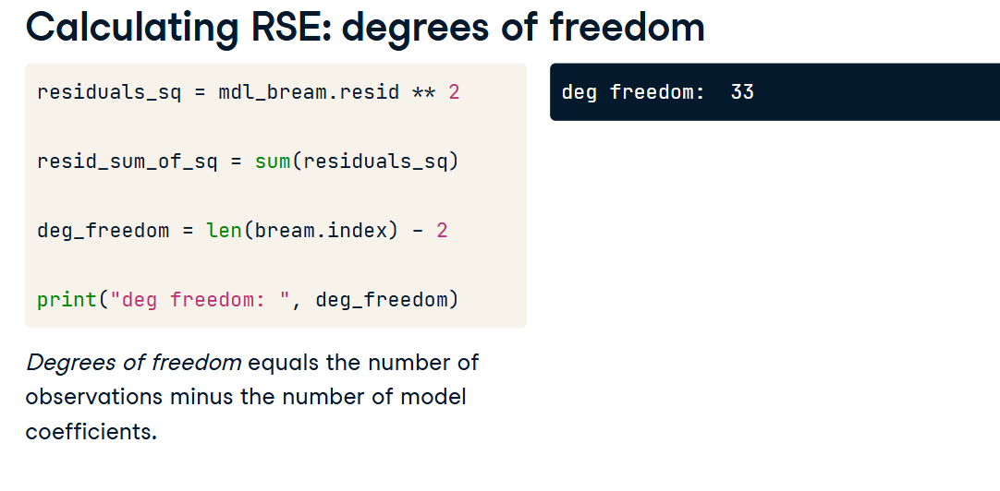 Calculating RSE: degrees of freedom
residuals_sq = mdl_bream.resid ** 2
resid_sum_of_sq = sum(residuals_sq)
deg_freedom = len(bream.index) - 2
print("deg freedom: ", deg_freedom)
deg freedom:  33
Degrees of freedom equals the number of
observations minus the number of model
coefficients.